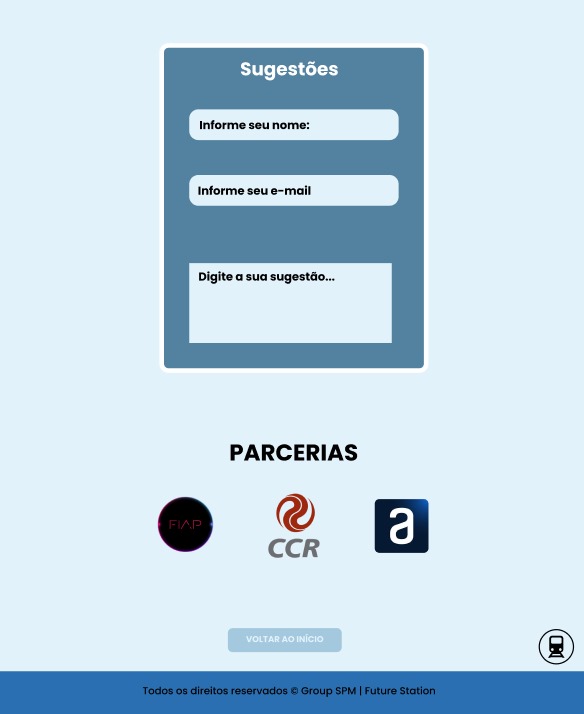 Sugestões
Informe seu nome:
Informe seu e-mail
Digite a sua sugestão...
PARCERIAS
FIAP
CCR
a
VOLTAR AO INÍCIO
Todos os direitos reservados © Group SPM | Future Station